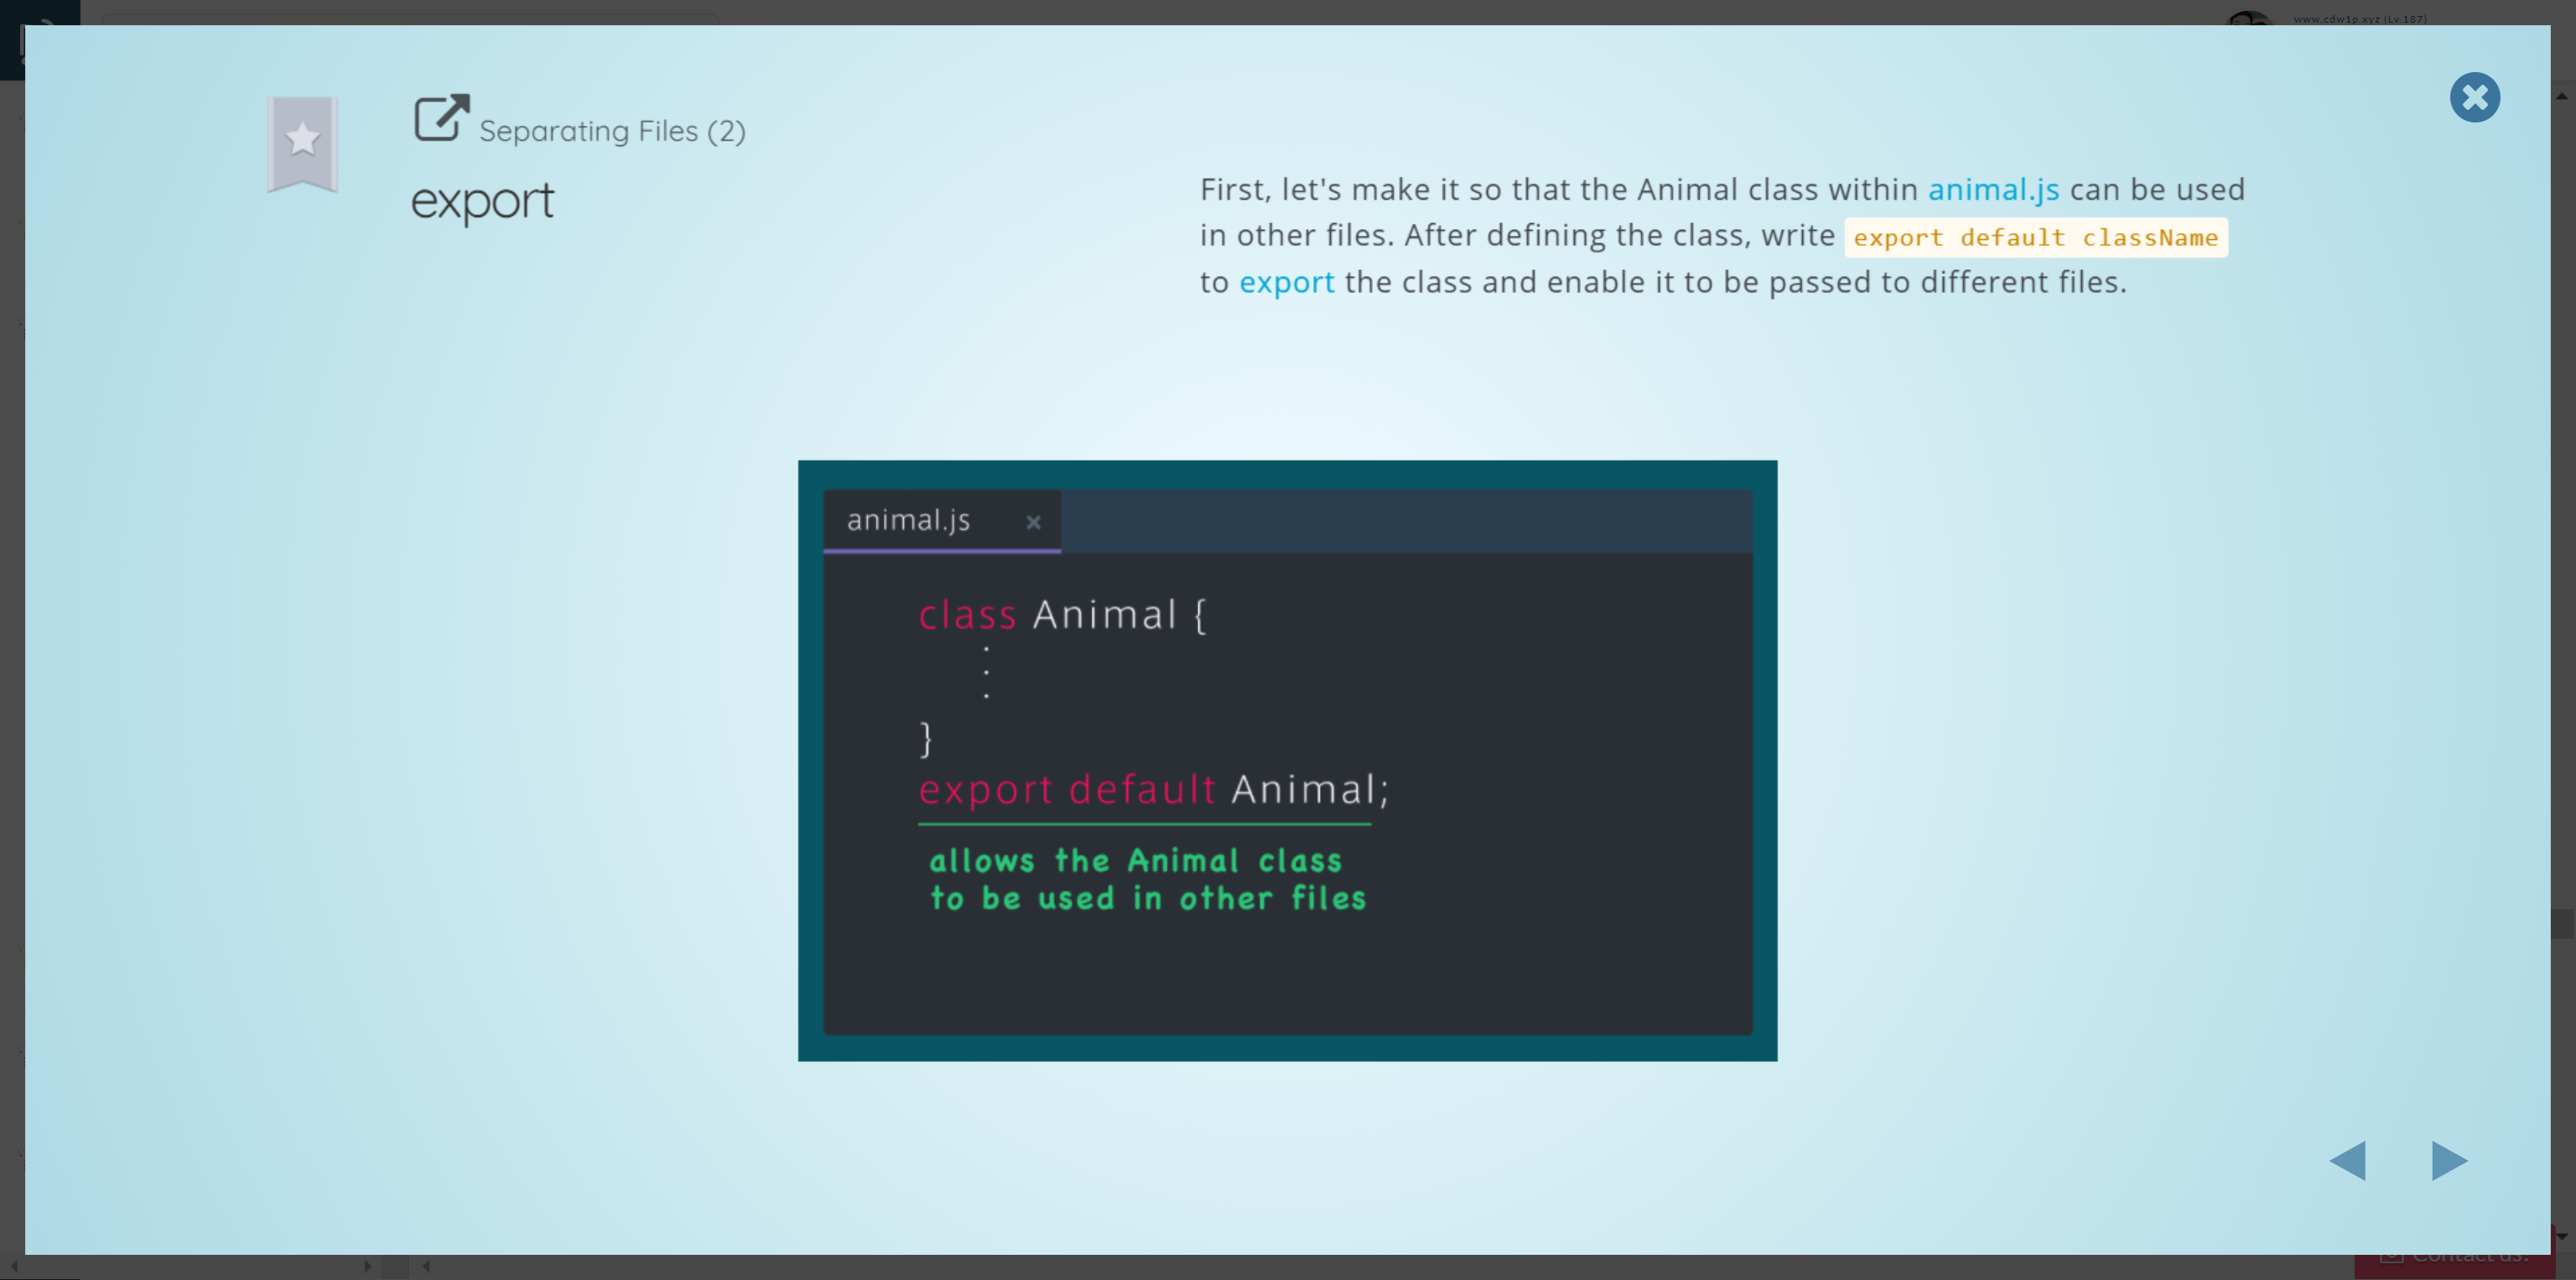 www.cdw1p.xyz (Lv.187)
Separating Files (2)
export
First, let's make it so that the Animal class within animal.js can be used
in other files. After defining the class, write export default className
to export the class and enable it to be passed to different files.
animal.js ×
class Animal {
.
.
.
}
export default Animal;
allows the Animal class
to be used in other files
Contact us!